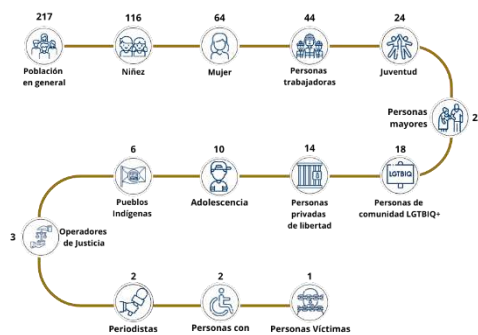 217
Población
en general
116
Niñez
64
Mujer
44
Personas
trabajadoras
24
Juventud
Personas
mayores
2
18
LGTBIQ
Personas de
comunidad LGTBIQ+
14
Personas
privadas
de libertad
10
Adolescencia
6
Pueblos
Indígenas
3
Operadores
de Justicia
2
Periodistas
2
Personas con
1
Personas Víctimas